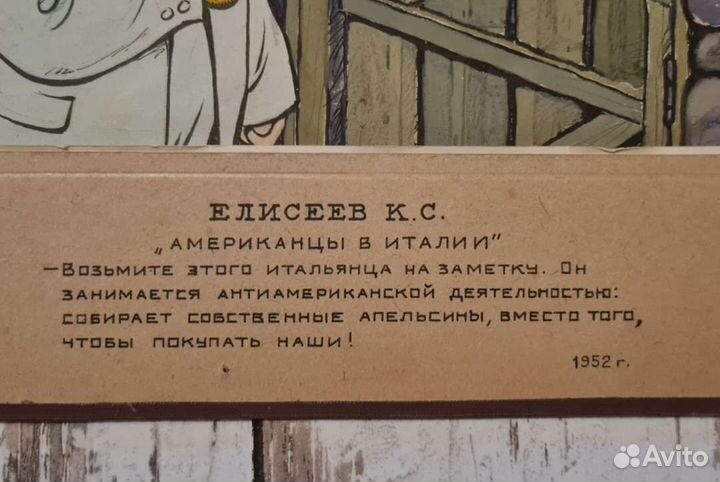 ЕЛИСЕЕВ К.С.
„АМЕРИКАНЦЫ В ИТАЛИИ"
—Возьмите этого итальянца на заметку. Он
занимается антиамериканской деятельностью:
собирает собственные апельсины, вместо того,
чтобы покупать наши!
1952 г.
Avito